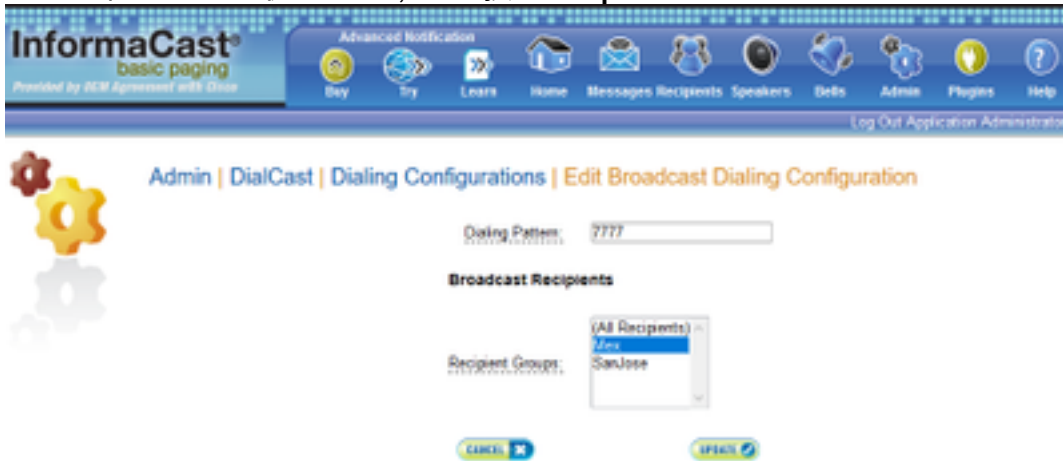 InformaCast®
basic paging
Provided by OEM Agreement with Cisco
Advanced Notification
Buy Try Learn Home Messages Recipients Speakers Bells Admin Plugins Help
Log Out Application Administrator
Admin | DialCast | Dialing Configurations | Edit Broadcast Dialing Configuration
Dialing Pattern: 7777
Broadcast Recipients
(All Recipients)
Mex
Recipient Groups: SanJose
CANCEL UPDATE